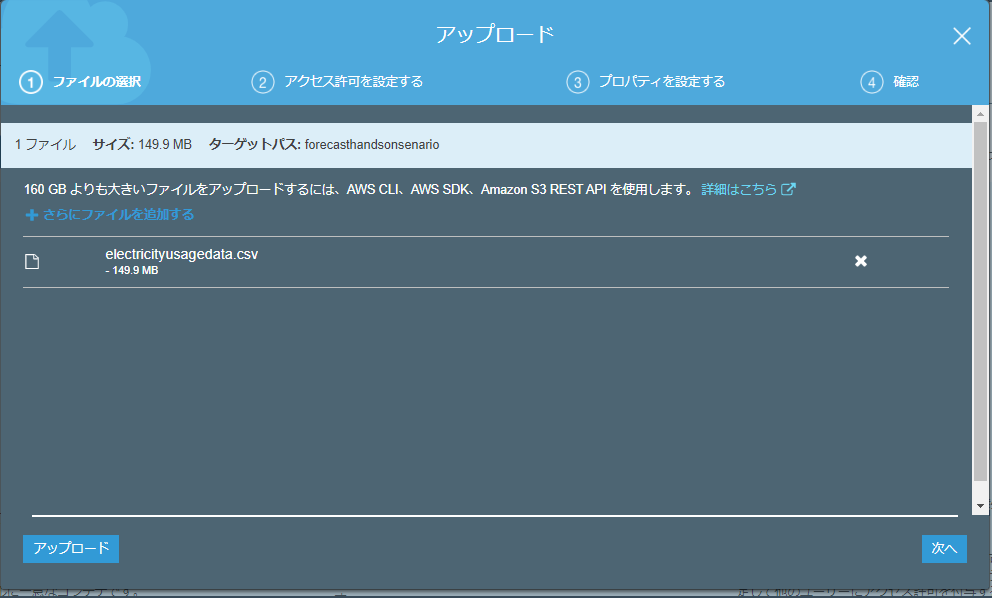 アップロード
1 ファイルの選択 2 アクセス許可を設定する 3 プロパティを設定する 4 確認
1 ファイル サイズ: 149.9 MB ターゲットパス: forecasthandsonsenario
160 GB よりも大きいファイルをアップロードするには、AWS CLI、AWS SDK、Amazon S3 REST API を使用します。 詳細はこちら
さらにファイルを追加する
electricityusagedata.csv
- 149.9 MB
アップロード 次へ